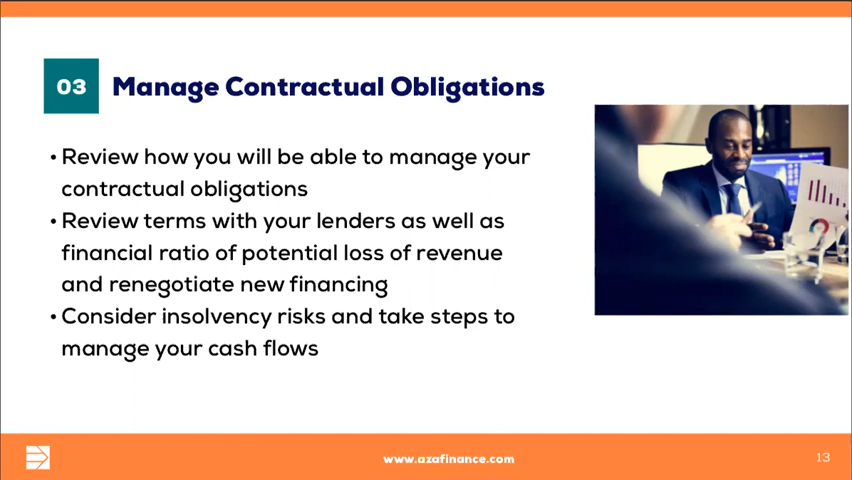 03
Manage Contractual Obligations
• Review how you will be able to manage your
contractual obligations
• Review terms with your lenders as well as
financial ratio of potential loss of revenue
and renegotiate new financing
• Consider insolvency risks and take steps to
manage your cash flows
www.azafinance.com
13